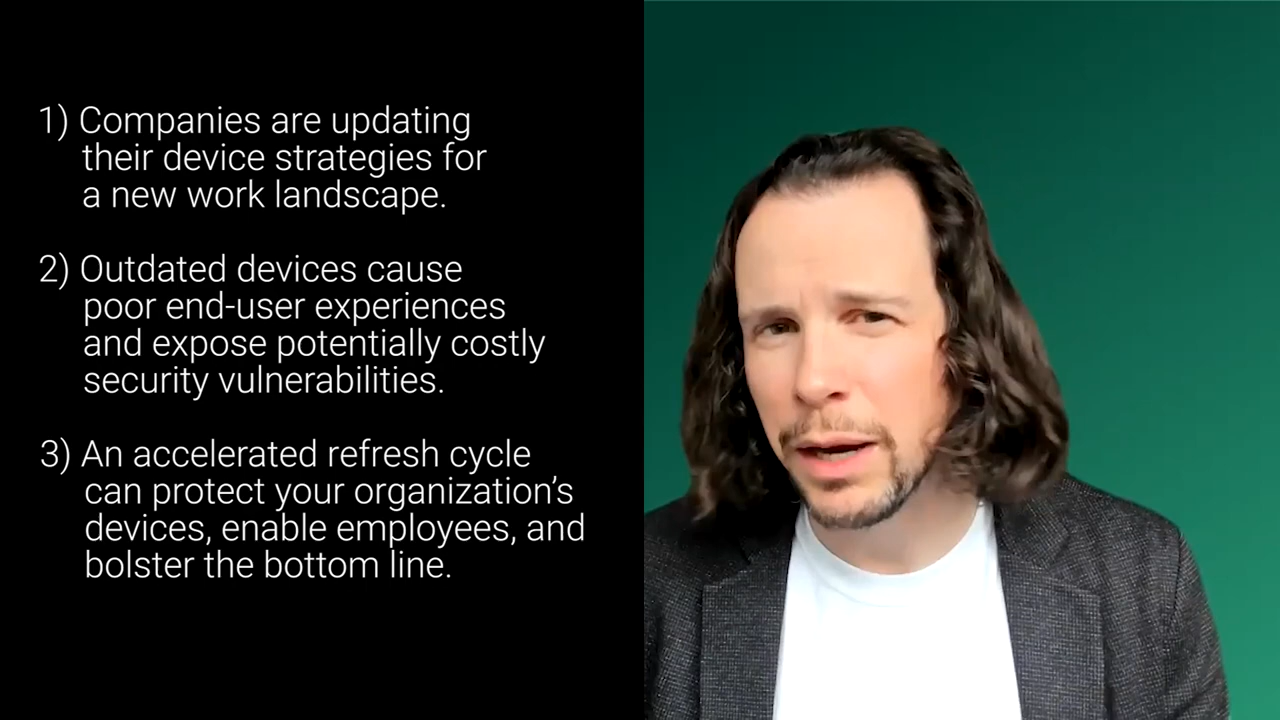 1) Companies are updating
their device strategies for
a new work landscape.
2) Outdated devices cause
poor end-user experiences
and expose potentially costly
security vulnerabilities.
3) An accelerated refresh cycle
can protect your organization’s
devices, enable employees, and
bolster the bottom line.